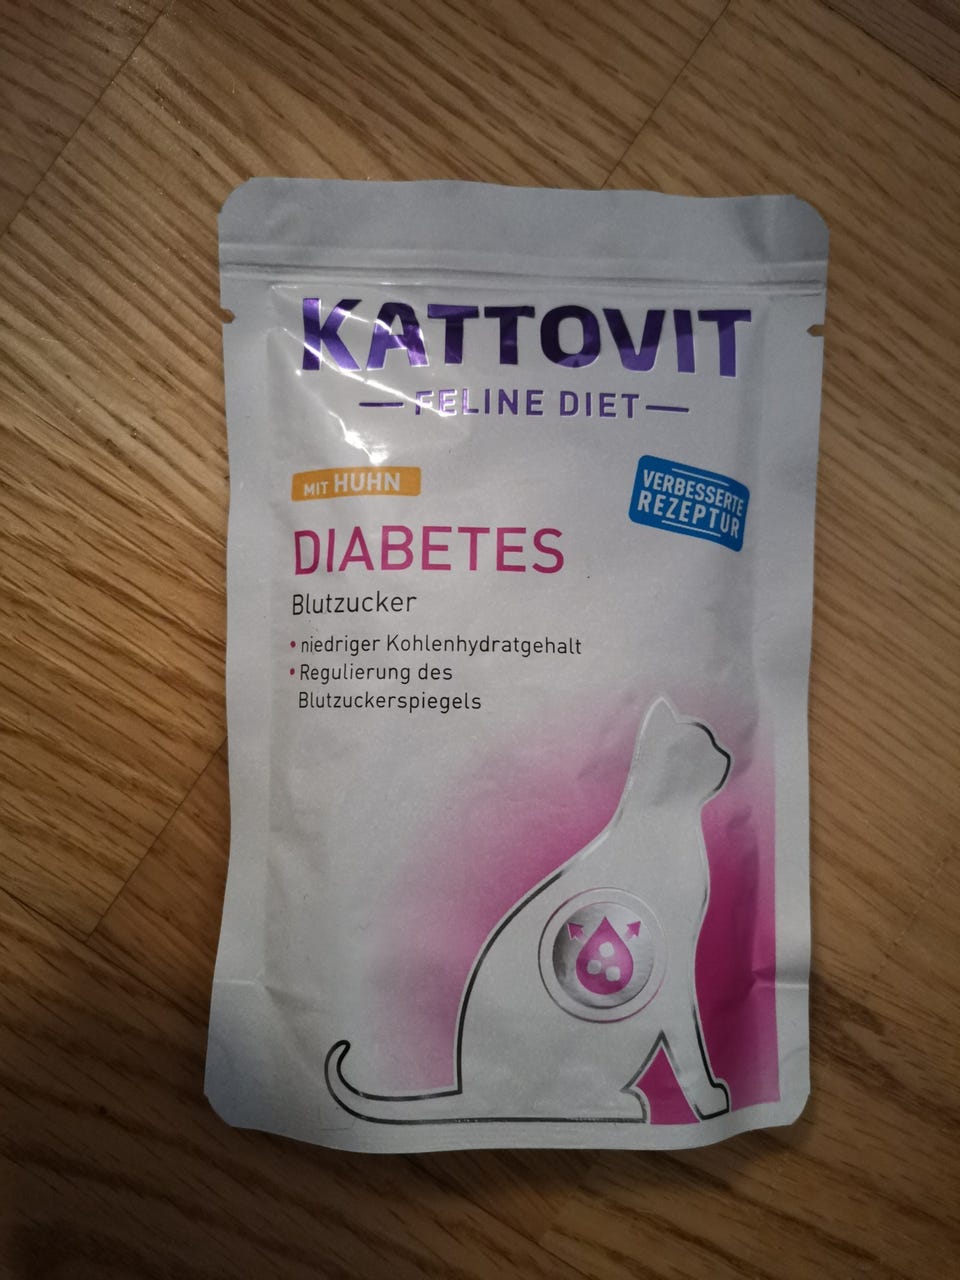 KATTOVIT
FELINE DIET
MIT HUHN
VERBESSERTE
REZEPTUR
DIABETES
Blutzucker
• niedriger Kohlenhydratgehalt
• Regulierung des
Blutzuckerspiegels